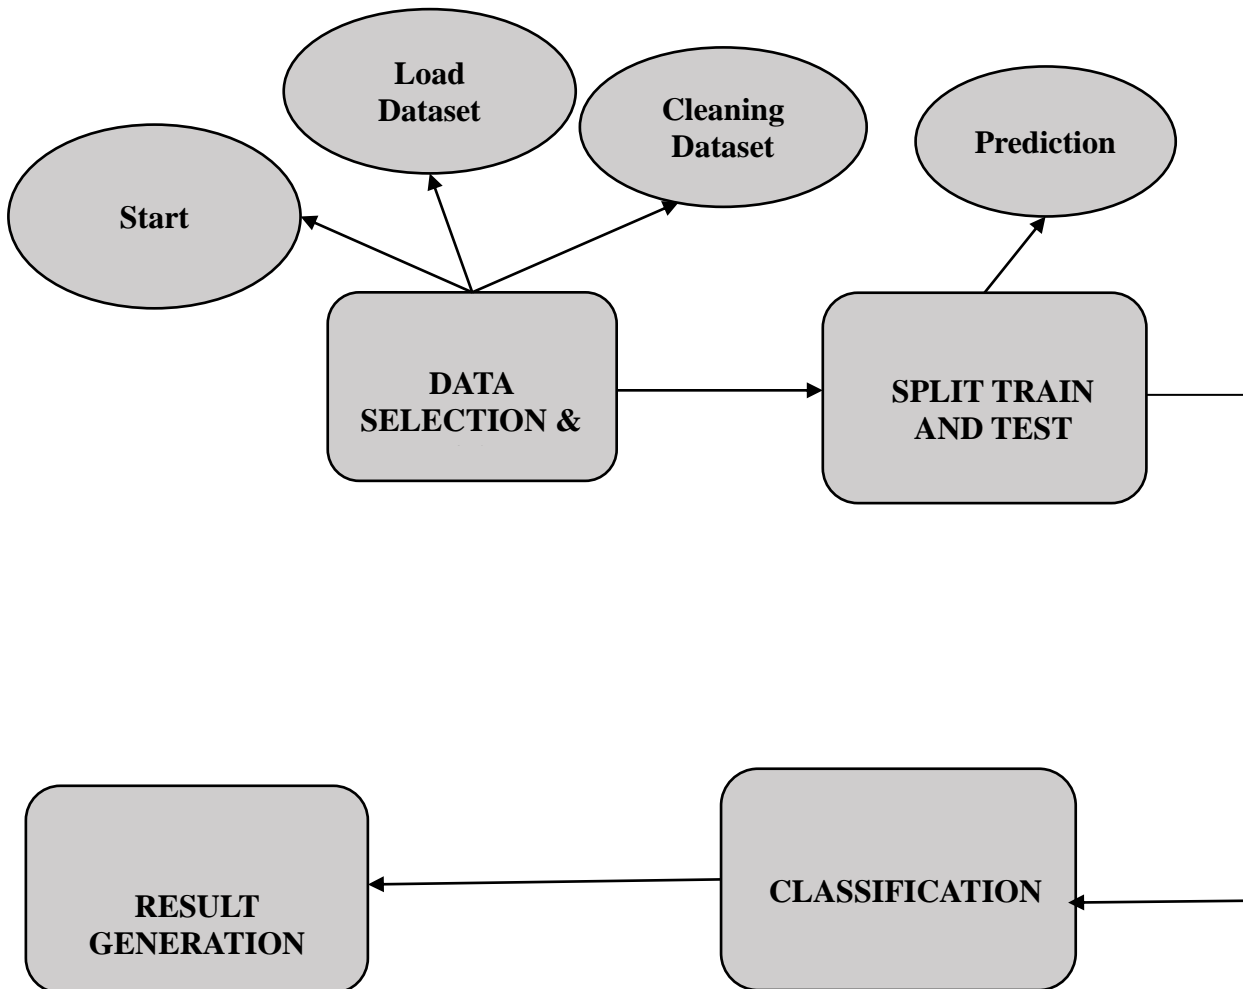 Load
Dataset
Cleaning
Dataset
Prediction
Start
DATA
SELECTION &
SPLIT TRAIN
AND TEST
CLASSIFICATION
RESULT
GENERATION